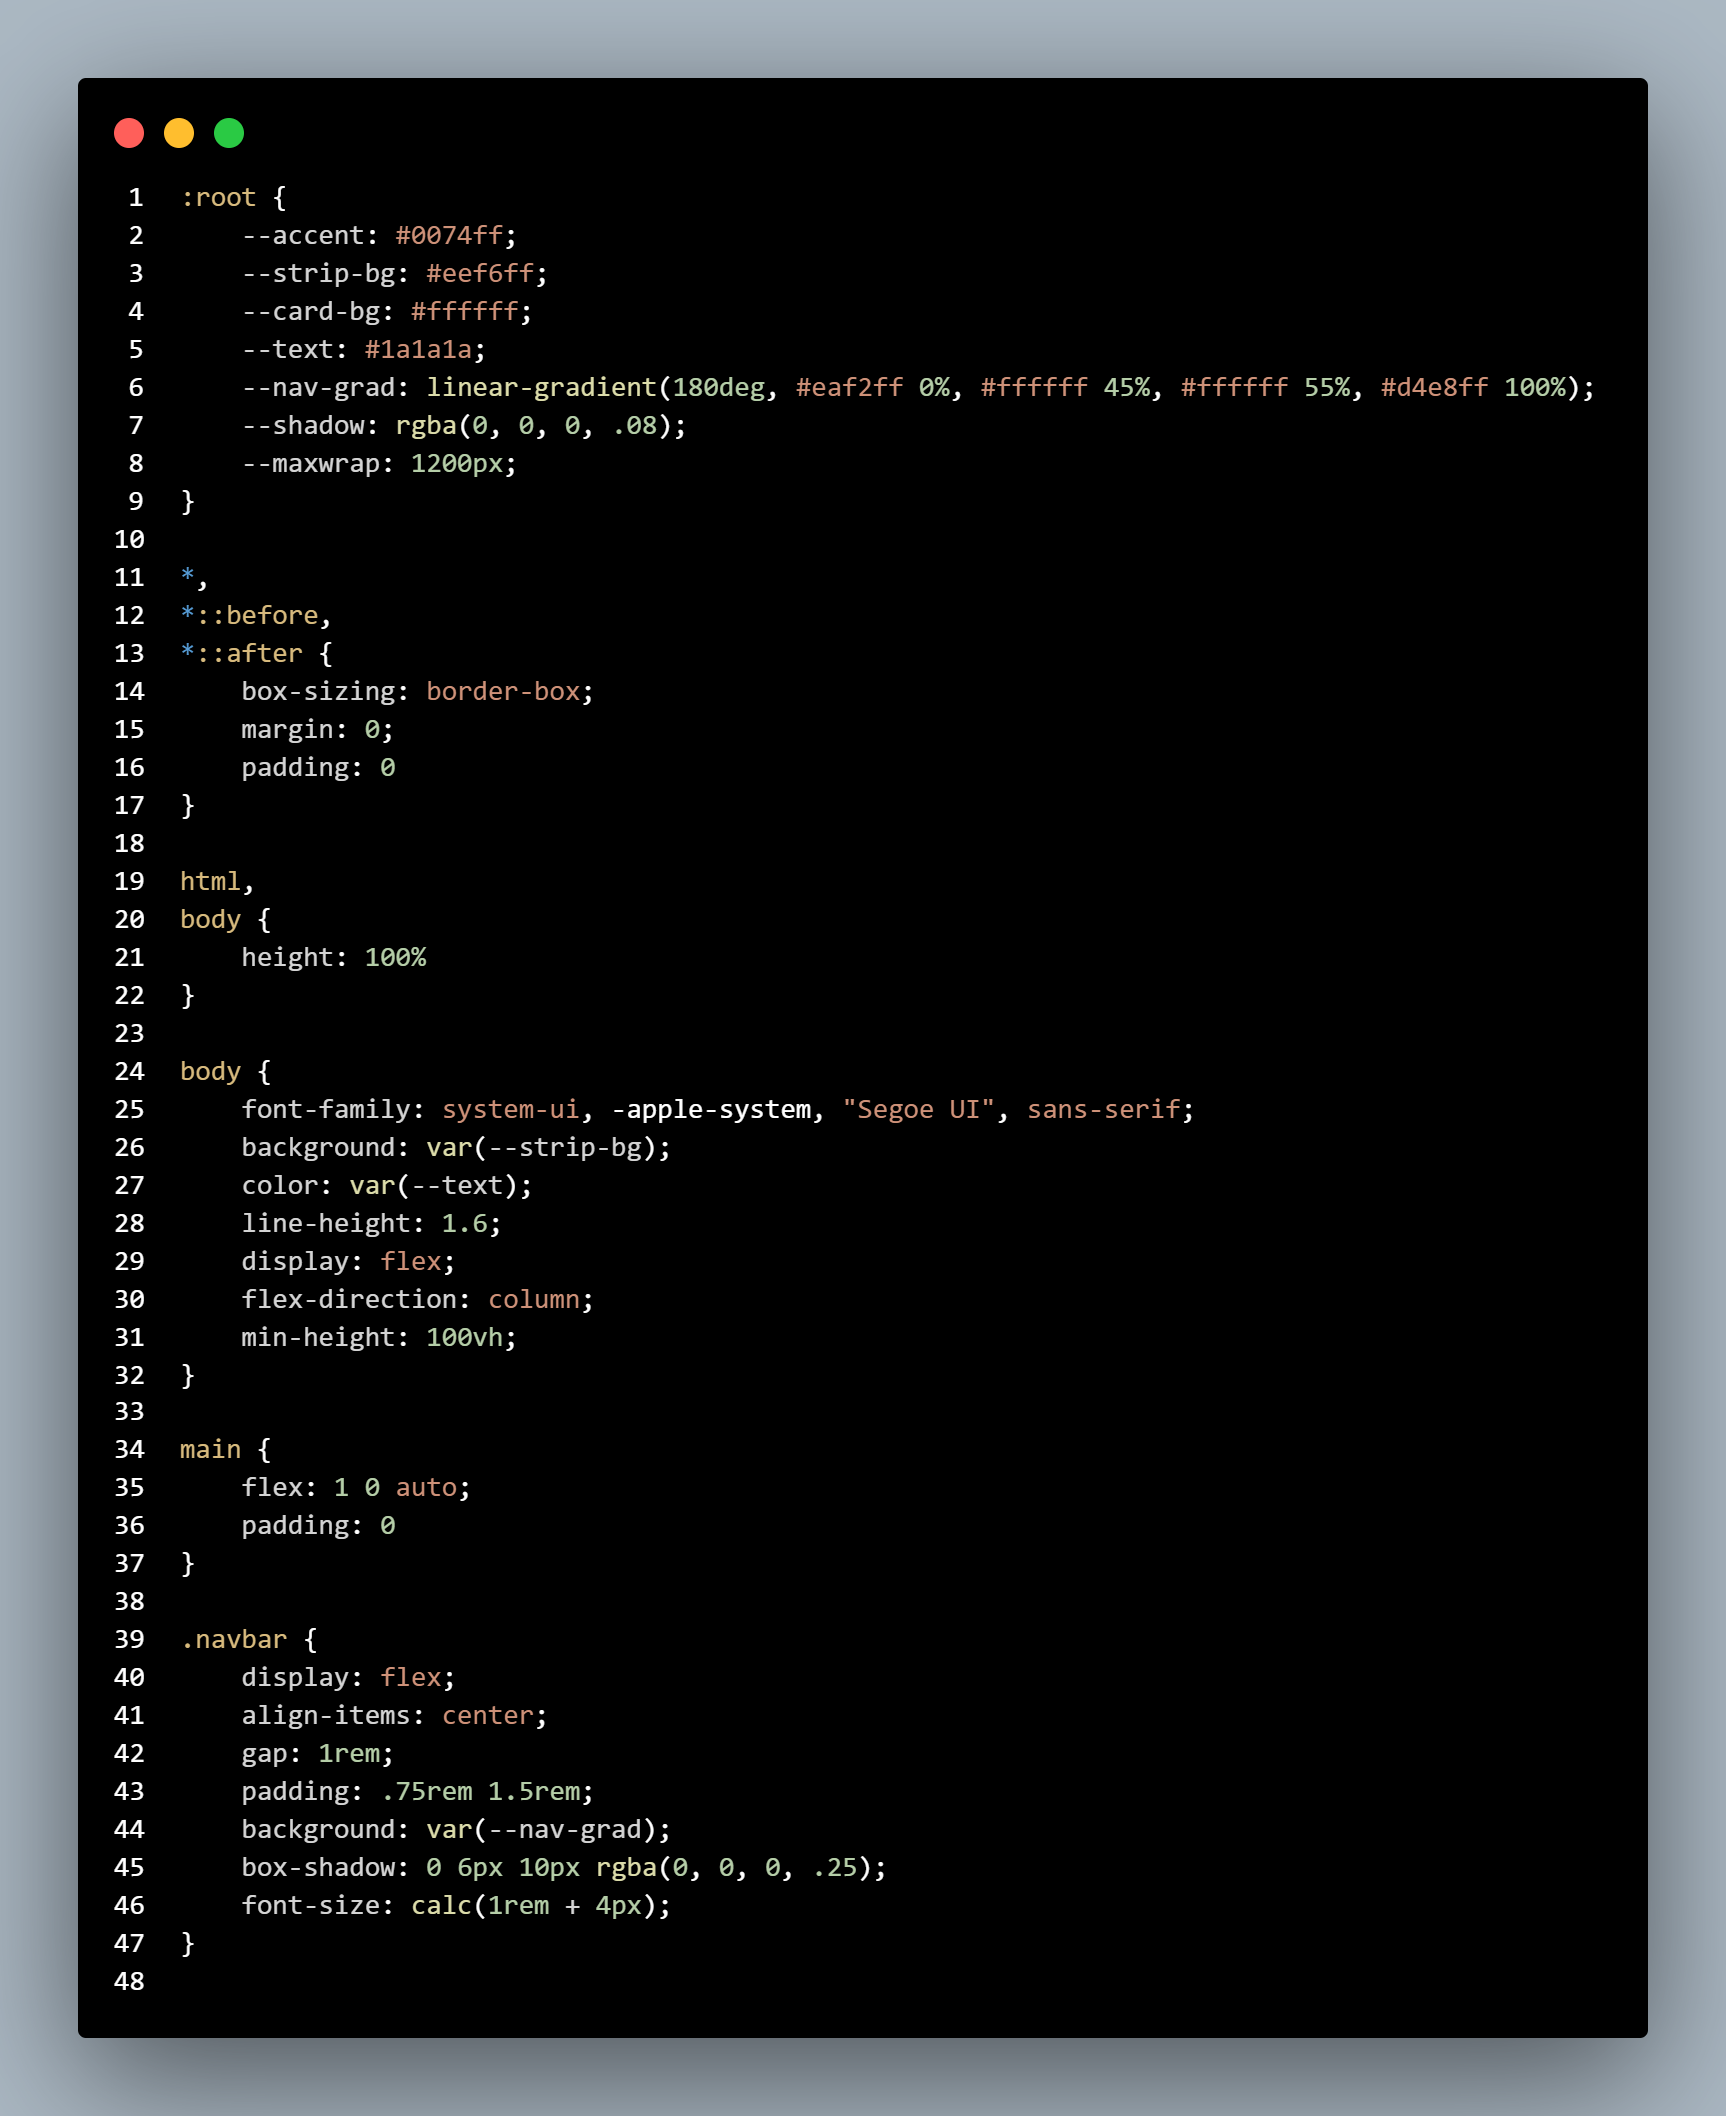 1 :root {
2     --accent: #0074ff;
3     --strip-bg: #eef6ff;
4     --card-bg: #ffffff;
5     --text: #1a1a1a;
6     --nav-grad: linear-gradient(180deg, #eaf2ff 0%, #ffffff 45%, #ffffff 55%, #d4e8ff 100%);
7     --shadow: rgba(0, 0, 0, .08);
8     --maxwrap: 1200px;
9 }
10
11 *,
12 *::before,
13 *::after {
14     box-sizing: border-box;
15     margin: 0;
16     padding: 0
17 }
18
19 html,
20 body {
21     height: 100%
22 }
23
24 body {
25     font-family: system-ui, -apple-system, "Segoe UI", sans-serif;
26     background: var(--strip-bg);
27     color: var(--text);
28     line-height: 1.6;
29     display: flex;
30     flex-direction: column;
31     min-height: 100vh;
32 }
33
34 main {
35     flex: 1 0 auto;
36     padding: 0
37 }
38
39 .navbar {
40     display: flex;
41     align-items: center;
42     gap: 1rem;
43     padding: .75rem 1.5rem;
44     background: var(--nav-grad);
45     box-shadow: 0 6px 10px rgba(0, 0, 0, .25);
46     font-size: calc(1rem + 4px);
47 }
48